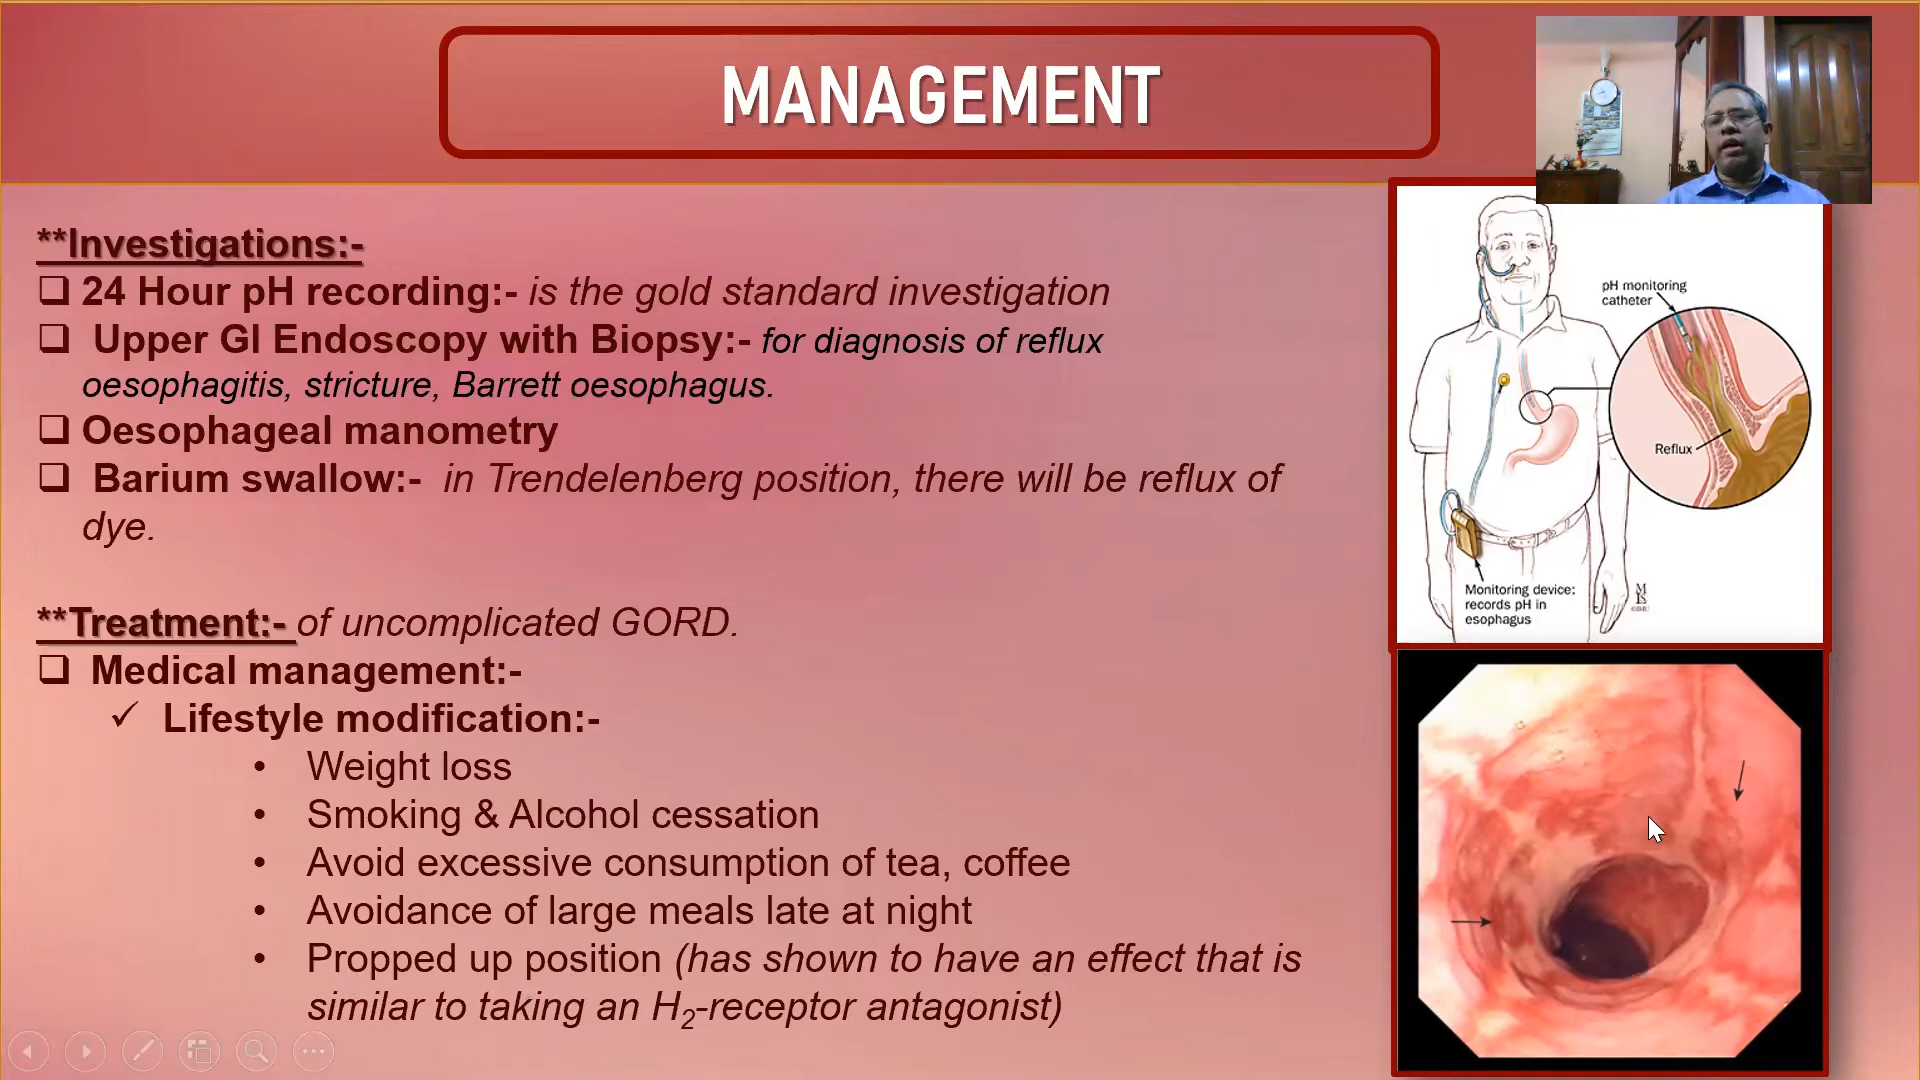 MANAGEMENT
**Investigations:-
24 Hour pH recording:- is the gold standard investigation
Upper GI Endoscopy with Biopsy:- for diagnosis of reflux
oesophagitis, stricture, Barrett oesophagus.
Oesophageal manometry
Barium swallow:- in Trendelenberg position, there will be reflux of
dye.
**Treatment:- of uncomplicated GORD.
Medical management:-
✓ Lifestyle modification:-
• Weight loss
• Smoking & Alcohol cessation
• Avoid excessive consumption of tea, coffee
• Avoidance of large meals late at night
• Propped up position (has shown to have an effect that is
similar to taking an H₂-receptor antagonist)
pH monitoring
catheter
Reflux
Monitoring device:
records pH in
esophagus